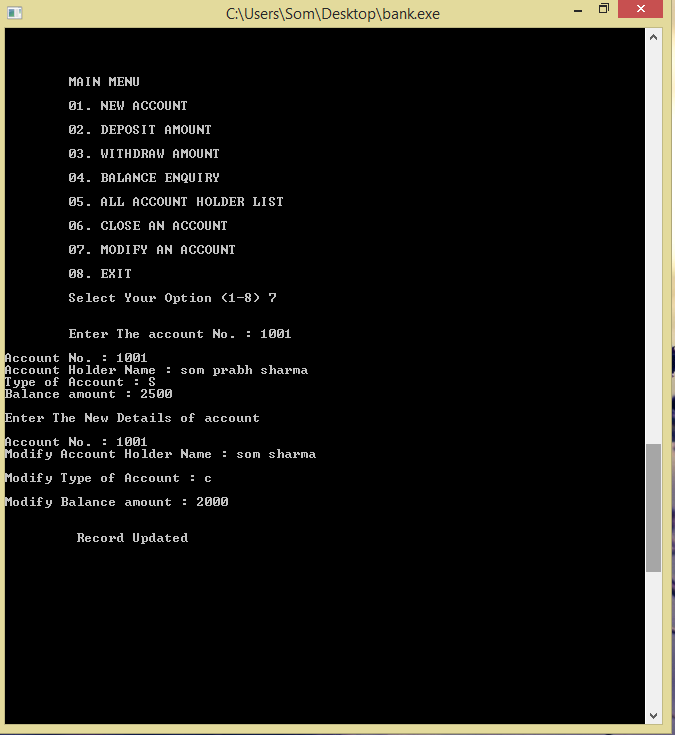 C:\Users\Som\Desktop\bank.exe
MAIN MENU
01. NEW ACCOUNT
02. DEPOSIT AMOUNT
03. WITHDRAW AMOUNT
04. BALANCE ENQUIRY
05. ALL ACCOUNT HOLDER LIST
06. CLOSE AN ACCOUNT
07. MODIFY AN ACCOUNT
08. EXIT
Select Your Option (1-8) 7
Enter The account No. : 1001
Account No. : 1001
Account Holder Name : som prabh sharma
Type of Account : S
Balance amount : 2500
Enter The New Details of account
Account No. : 1001
Modify Account Holder Name : som sharma
Modify Type of Account : c
Modify Balance amount : 2000
Record Updated